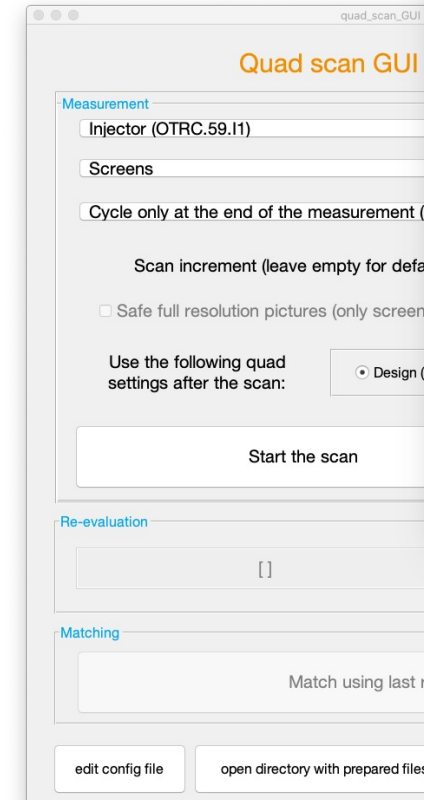 quad_scan_GUI
Quad scan GUI
Measurement
Injector (OTRC.59.I1)
Screens
Cycle only at the end of the measurement (
Scan increment (leave empty for defa
Safe full resolution pictures (only screen
Use the following quad
settings after the scan:
Design (
Start the scan
Re-evaluation
[ ]
Matching
Match using last r
edit config file
open directory with prepared files